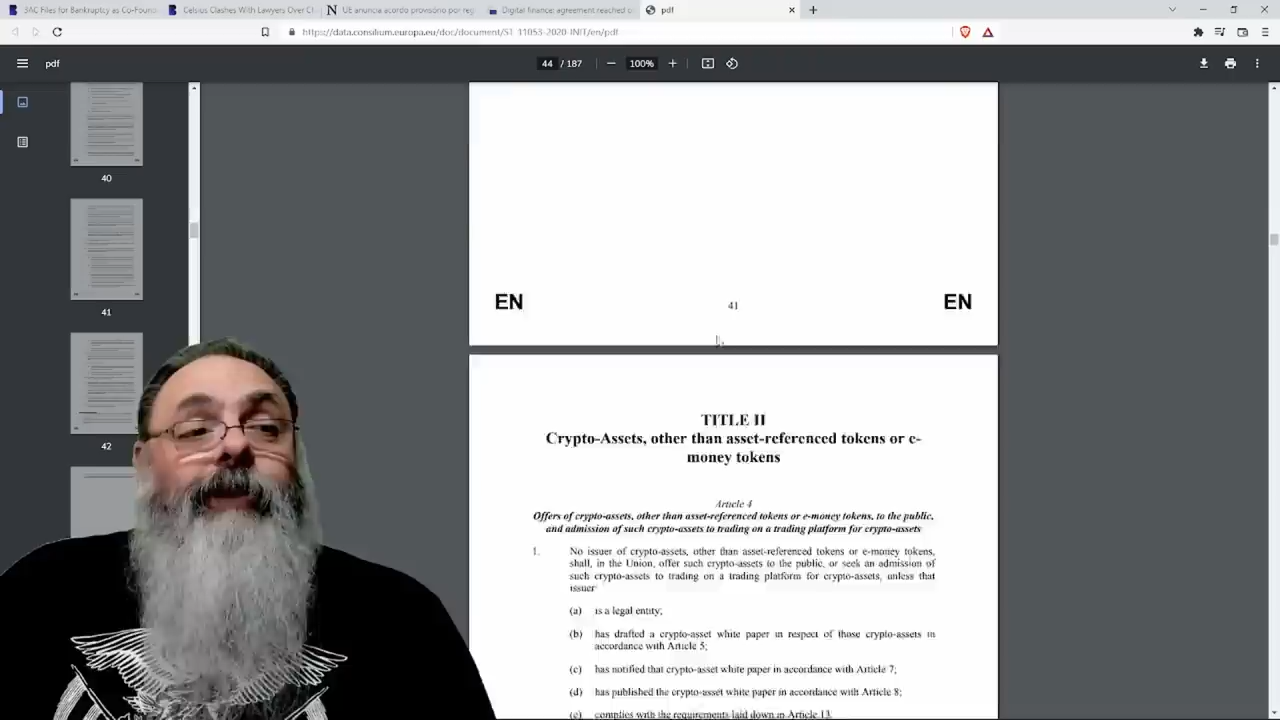 3AC Files for Bankruptcy as Co-Foun
Celsius Clashes With Lawyers Over Ch
UE anuncia acordo provisório por reg
Digital finance: agreement reached o
pdf
https://data.consilium.europa.eu/doc/document/ST-11053-2020-INIT/en/pdf
pdf
44 / 187
100%
40
41
42
EN
41
EN
TITLE II
Crypto-Assets, other than asset-referenced tokens or e-
money tokens
Article 4
Offers of crypto-assets, other than asset-referenced tokens or e-money tokens, to the public,
and admission of such crypto-assets to trading on a trading platform for crypto-assets
1. No issuer of crypto-assets, other than asset-referenced tokens or e-money tokens,
shall, in the Union, offer such crypto-assets to the public, or seek an admission of
such crypto-assets to trading on a trading platform for crypto-assets, unless that
issuer
(a) is a legal entity;
(b) has drafted a crypto-asset white paper in respect of those crypto-assets in
accordance with Article 5;
(c) has notified that crypto-asset white paper in accordance with Article 7;
(d) has published the crypto-asset white paper in accordance with Article 8;
(e) complies with the requirements laid down in Article 13.